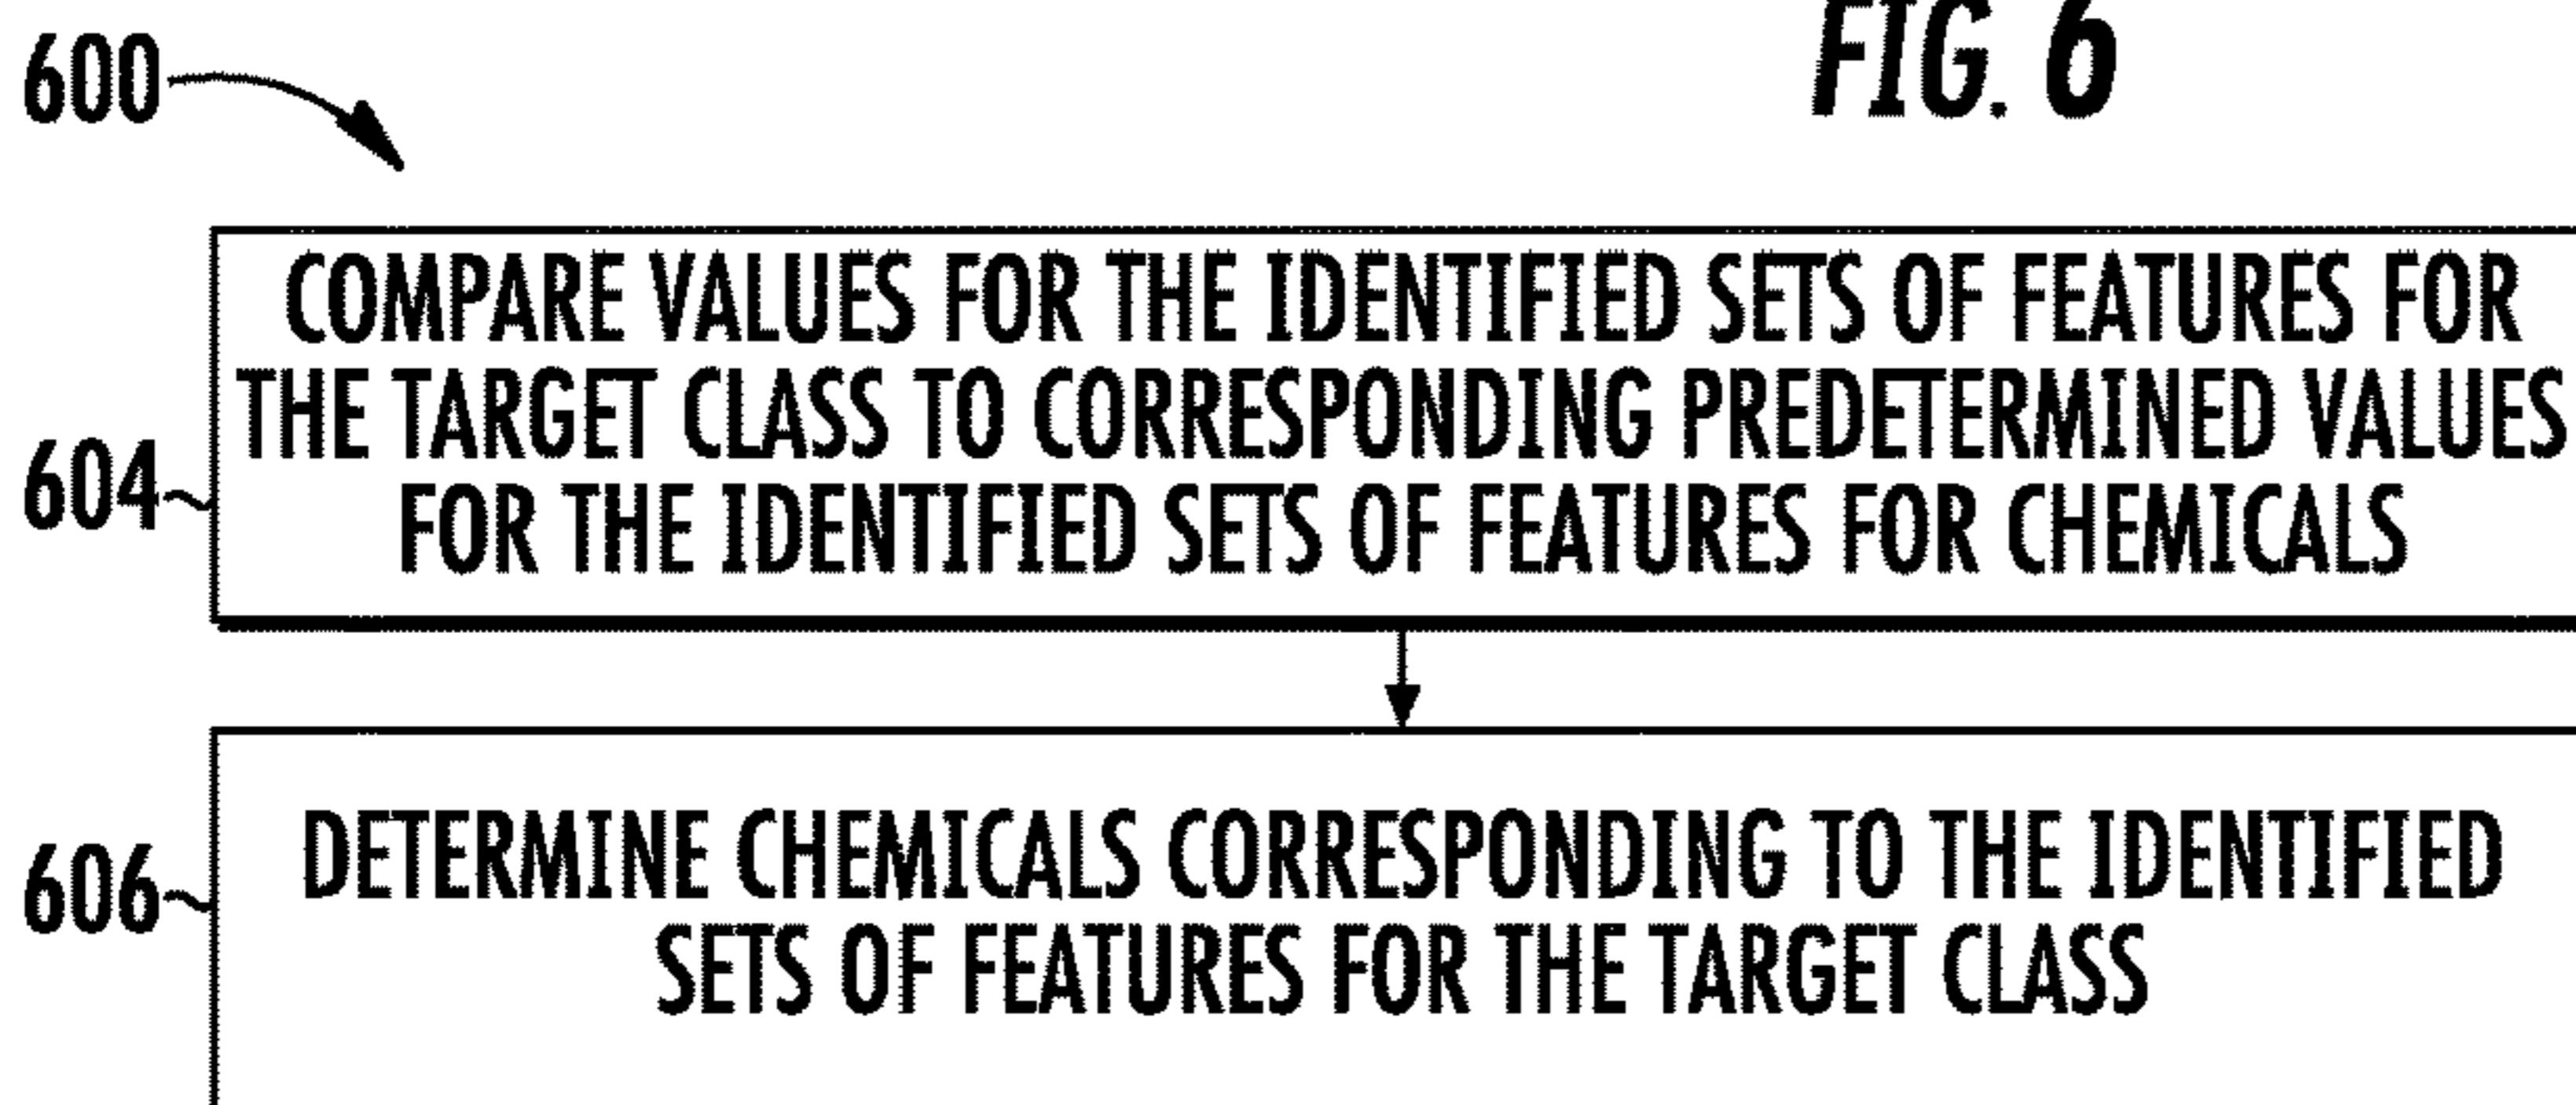 FIG. 6
600
COMPARE VALUES FOR THE IDENTIFIED SETS OF FEATURES FOR
THE TARGET CLASS TO CORRESPONDING PREDETERMINED VALUES
FOR THE IDENTIFIED SETS OF FEATURES FOR CHEMICALS
604
DETERMINE CHEMICALS CORRESPONDING TO THE IDENTIFIED
SETS OF FEATURES FOR THE TARGET CLASS
606